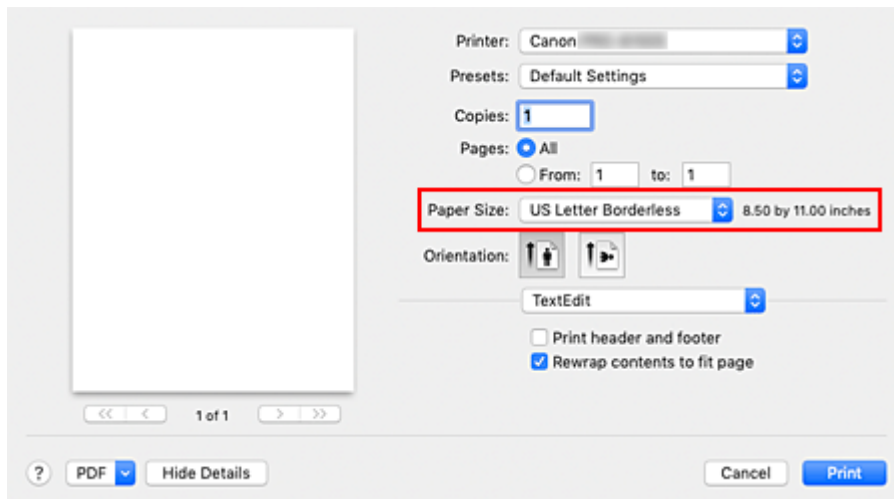 Printer: Canon
Presets: Default Settings
Copies: 1
Pages: All
From: 1 to: 1
Paper Size: US Letter Borderless 8.50 by 11.00 inches
Orientation:
TextEdit
Print header and footer
Rewrap contents to fit page
<< < 1 of 1 > >>
? PDF Hide Details Cancel Print